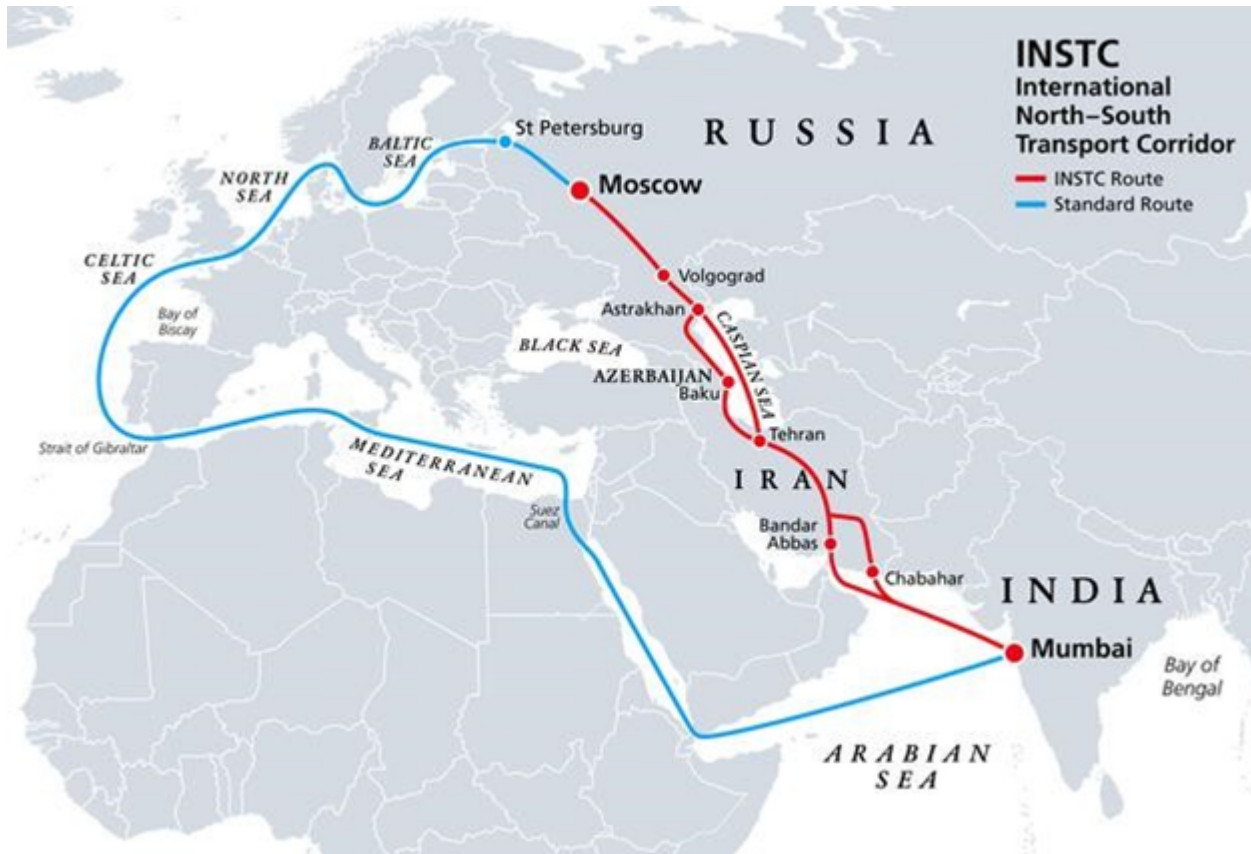 INSTC
International
North–South
Transport Corridor
INSTC Route
Standard Route
RUSSIA
St Petersburg
BALTIC
SEA
NORTH
SEA
Moscow
CELTIC
SEA
Volgograd
Bay of
Biscay
Astrakhan
CASPIAN SEA
BLACK SEA
AZERBAIJAN
Baku
Tehran
Strait of Gibraltar
MEDITERRANEAN
SEA
IRAN
Suez
Canal
Bandar
Abbas
Chabahar
INDIA
Mumbai
Bay of
Bengal
ARABIAN
SEA